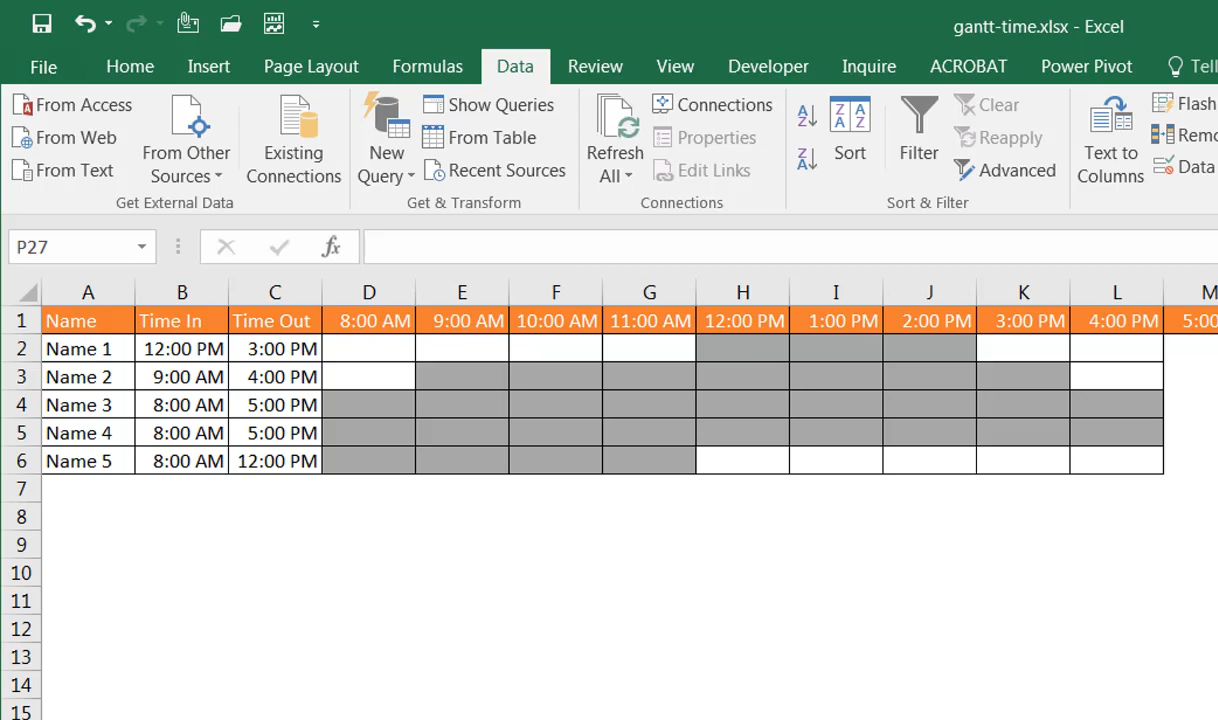 gantt-time.xlsx - Excel
File Home Insert Page Layout Formulas Data Review View Developer Inquire ACROBAT Power Pivot Tell
From Access
From Web
From Text
From Other
Sources
Existing
Connections
Get External Data
New
Query
Show Queries
From Table
Recent Sources
Get & Transform
Refresh
All
Connections
Properties
Edit Links
Connections
Sort
Filter
Clear
Reapply
Advanced
Sort & Filter
Text to
Columns
Flash
Remo
Data
P27 fx
A B C D E F G H I J K L M
1 Name Time In Time Out 8:00 AM 9:00 AM 10:00 AM 11:00 AM 12:00 PM 1:00 PM 2:00 PM 3:00 PM 4:00 PM 5:00
2 Name 1 12:00 PM 3:00 PM
3 Name 2 9:00 AM 4:00 PM
4 Name 3 8:00 AM 5:00 PM
5 Name 4 8:00 AM 5:00 PM
6 Name 5 8:00 AM 12:00 PM
7
8
9
10
11
12
13
14
15